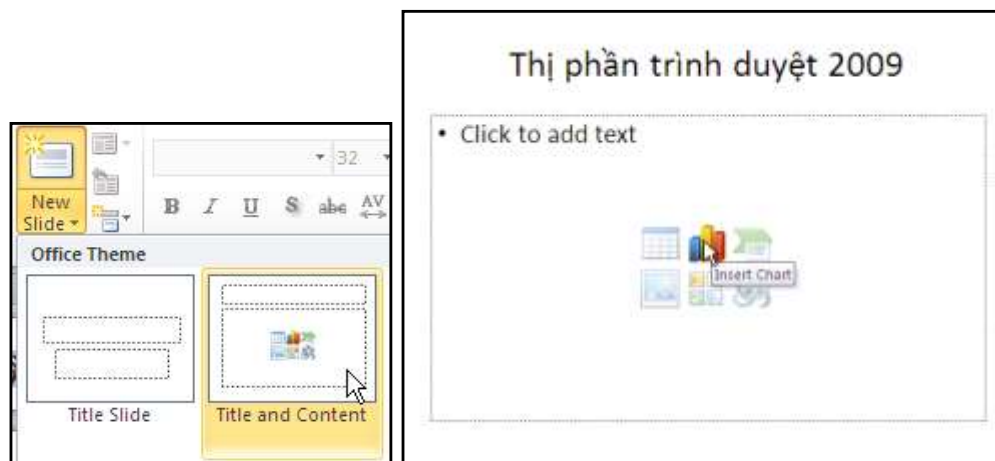 New
Slide
32
B I U S abc AV
Office Theme
Title Slide
Title and Content
Thị phần trình duyệt 2009
• Click to add text
Insert Chart